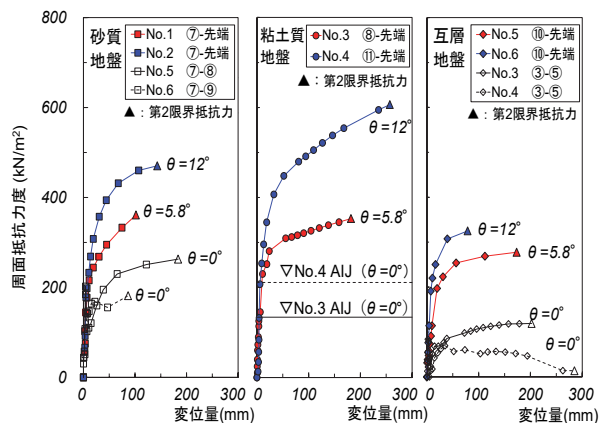 周面抵抗力度 (kN/m²)
800
600
400
200
0
砂質
地盤
No.1 ⑦-先端
No.2 ⑦-先端
No.5 ⑦-⑧
No.6 ⑦-⑨
▲：第2限界抵抗力
θ=12°
θ=5.8°
θ=0°
θ=0°
0 100 200 300
変位量(mm)
粘土質
地盤
No.3 ⑧-先端
No.4 ⑪-先端
▲：第2限界抵抗力
θ=12°
θ=5.8°
▽No.4 AIJ (θ=0°)
▽No.3 AIJ (θ=0°)
0 100 200 300
変位量(mm)
互層
地盤
No.5 ⑩-先端
No.6 ⑩-先端
No.3 ③-⑤
No.4 ③-⑤
▲：第2限界抵抗力
θ=12°
θ=5.8°
θ=0°
θ=0°
0 100 200 300
変位量(mm)